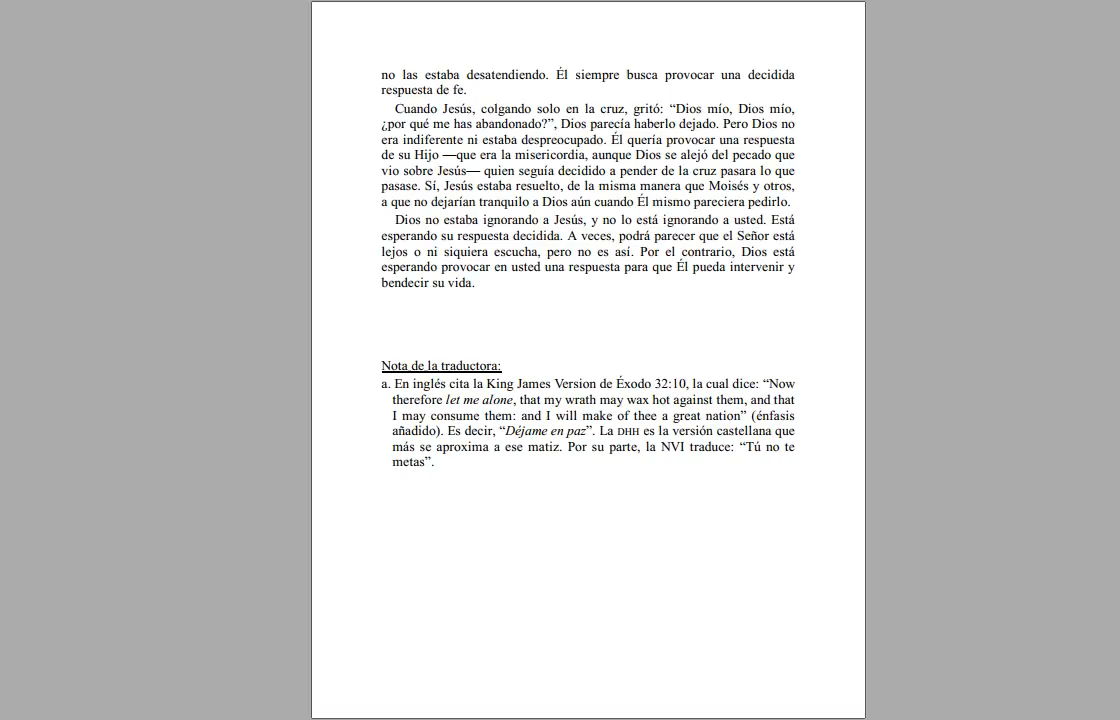 no las estaba desatendiendo. Él siempre busca provocar una decidida
respuesta de fe.
Cuando Jesús, colgando solo en la cruz, gritó: “Dios mío, Dios mío,
¿por qué me has abandonado?”, Dios parecía haberlo dejado. Pero Dios no
era indiferente ni estaba despreocupado. Él quería provocar una respuesta
de su Hijo —que era la misericordia, aunque Dios se alejó del pecado que
vio sobre Jesús— quien seguía decidido a pender de la cruz pasara lo que
pasase. Sí, Jesús estaba resuelto, de la misma manera que Moisés y otros,
a que no dejarían tranquilo a Dios aún cuando Él mismo pareciera pedirlo.
Dios no estaba ignorando a Jesús, y no lo está ignorando a usted. Está
esperando su respuesta decidida. A veces, podrá parecer que el Señor está
lejos o ni siquiera escucha, pero no es así. Por el contrario, Dios está
esperando provocar en usted una respuesta para que Él pueda intervenir y
bendecir su vida.
Nota de la traductora:
a. En inglés cita la King James Version de Éxodo 32:10, la cual dice: “Now
therefore let me alone, that my wrath may wax hot against them, and that
I may consume them: and I will make of thee a great nation” (énfasis
añadido). Es decir, “Déjame en paz”. La DHH es la versión castellana que
más se aproxima a ese matiz. Por su parte, la NVI traduce: “Tú no te
metas”.